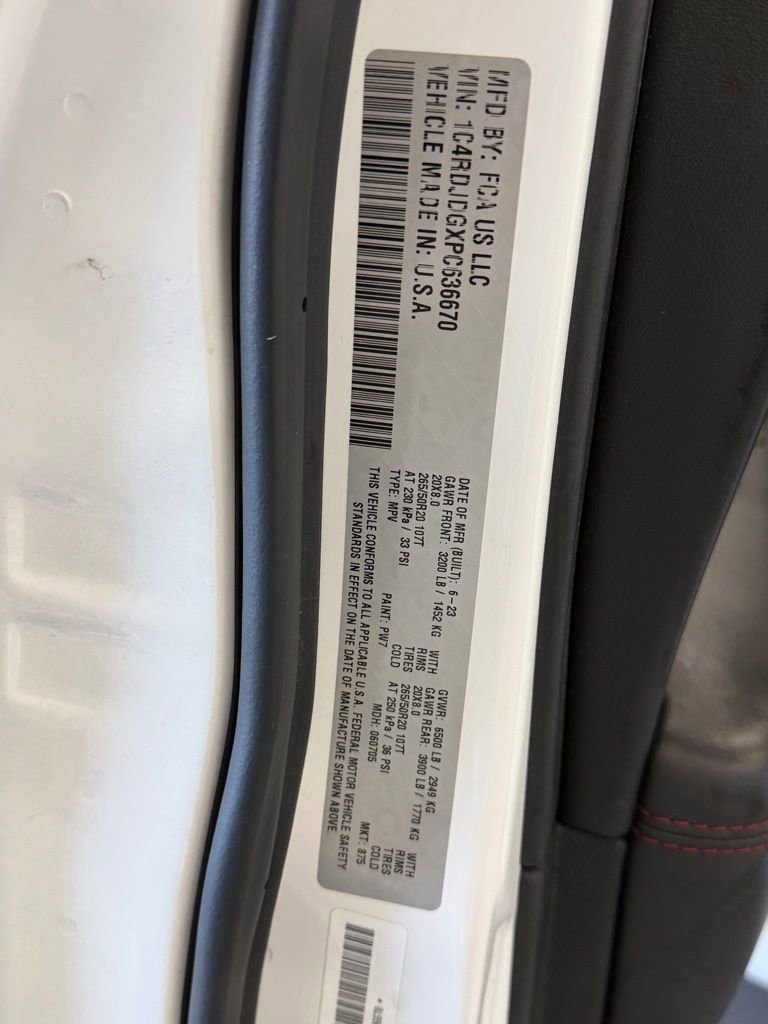 MFD BY: FCA US LLC
VIN: 1C4RDJDGXPC636670
VEHICLE MADE IN: U.S.A.
DATE OF MFR (BUILT): 6-23 GVWR: 6500 LB / 2949 KG
GAWR FRONT: 3200 LB / 1452 KG WITH GAWR REAR: 3900 LB / 1770 KG WITH
20X8.0 RIMS 20X8.0 RIMS
265/50R20 107T TIRES 265/50R20 107T TIRES
AT 230 kPa / 33 PSI COLD AT 250 kPa / 36 PSI COLD
TYPE: MPV PAINT: PW7 MDH: 060705 MKT: 875
THIS VEHICLE CONFORMS TO ALL APPLICABLE U.S.A. FEDERAL MOTOR VEHICLE SAFETY
STANDARDS IN EFFECT ON THE DATE OF MANUFACTURE SHOWN ABOVE.